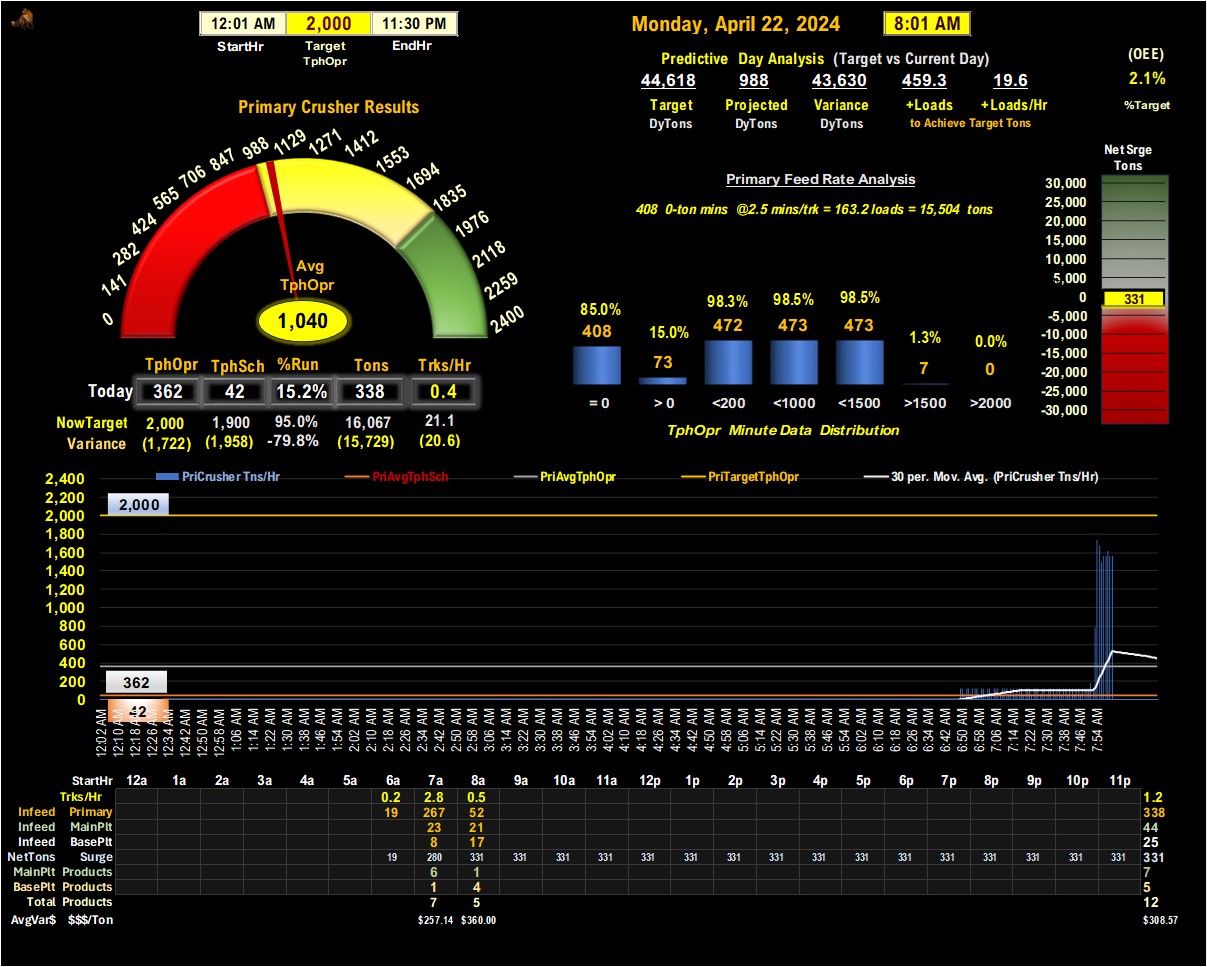 12:01 AM 2,000 11:30 PM
StartHr Target EndHr
TphOpr
Monday, April 22, 2024 8:01 AM
Predictive Day Analysis (Target vs Current Day)
44,618 988 43,630 459.3 19.6
Target Projected Variance +Loads +Loads/Hr
DyTons DyTons DyTons to Achieve Target Tons
(OEE)
2.1%
%Target
Primary Crusher Results
0 141 282 424 565 706 847 988 1129 1271 1412 1553 1694 1835 1976 2118 2259 2400
Avg
TphOpr
1,040
TphOpr TphSch %Run Tons Trks/Hr
Today 362 42 15.2% 338 0.4
NowTarget 2,000 1,900 95.0% 16,067 21.1
Variance (1,722) (1,958) -79.8% (15,729) (20.6)
Primary Feed Rate Analysis
408 0-ton mins @2.5 mins/trk = 163.2 loads = 15,504 tons
85.0% 15.0% 98.3% 98.5% 98.5% 1.3% 0.0%
408 73 472 473 473 7 0
= 0 > 0 <200 <1000 <1500 >1500 >2000
TphOpr Minute Data Distribution
Net Srge
Tons
30,000
25,000
20,000
15,000
10,000
5,000
0 331
-5,000
-10,000
-15,000
-20,000
-25,000
-30,000
PriCrusher Tns/Hr PriAvgTphSch PriAvgTphOpr PriTargetTphOpr 30 per. Mov. Avg. (PriCrusher Tns/Hr)
2,400
2,200
2,000
1,800
1,600
1,400
1,200
1,000
800
600
400
200
0
2,000
362
42
12:02 AM 12:10 AM 12:18 AM 12:26 AM 12:34 AM 12:42 AM 12:50 AM 12:58 AM 1:06 AM 1:14 AM 1:22 AM 1:30 AM 1:38 AM 1:46 AM 1:54 AM 2:02 AM 2:10 AM 2:18 AM 2:26 AM 2:34 AM 2:42 AM 2:50 AM 2:58 AM 3:06 AM 3:14 AM 3:22 AM 3:30 AM 3:38 AM 3:46 AM 3:54 AM 4:02 AM 4:10 AM 4:18 AM 4:26 AM 4:34 AM 4:42 AM 4:50 AM 4:58 AM 5:06 AM 5:14 AM 5:22 AM 5:30 AM 5:38 AM 5:46 AM 5:54 AM 6:02 AM 6:10 AM 6:18 AM 6:26 AM 6:34 AM 6:42 AM 6:50 AM 6:58 AM 7:06 AM 7:14 AM 7:22 AM 7:30 AM 7:38 AM 7:46 AM 7:54 AM
StartHr 12a 1a 2a 3a 4a 5a 6a 7a 8a 9a 10a 11a 12p 1p 2p 3p 4p 5p 6p 7p 8p 9p 10p 11p
Trks/Hr 0.2 2.8 0.5 1.2
Infeed Primary 19 267 52 338
Infeed MainPlt 23 21 44
Infeed BasePlt 8 17 25
NetTons Surge 19 280 331 331 331 331 331 331 331 331 331 331 331 331 331 331 331 331 331
MainPlt Products 6 1 7
BasePlt Products 1 4 5
Total Products 7 5 12
AvgVar$ $$$/Ton $257.14 $360.00 $308.57